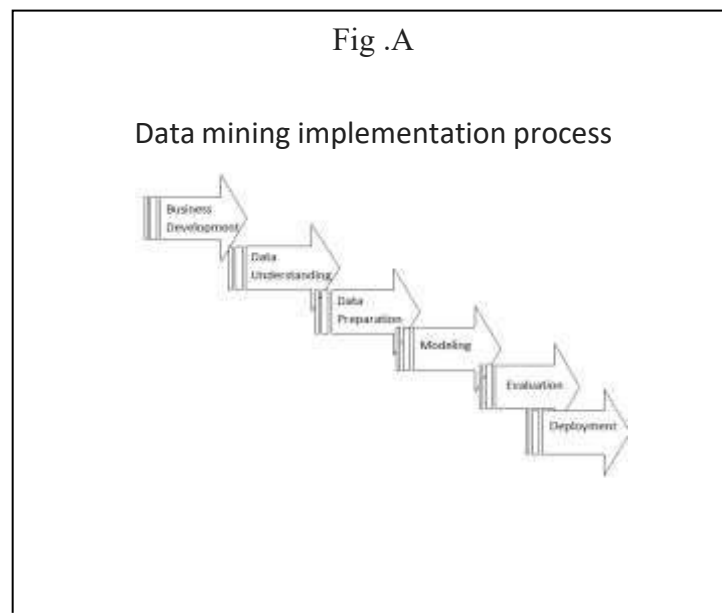 Fig .A
Data mining implementation process
Business
Development
Data
Understanding
Data
Preparation
Modeling
Evaluation
Deployment